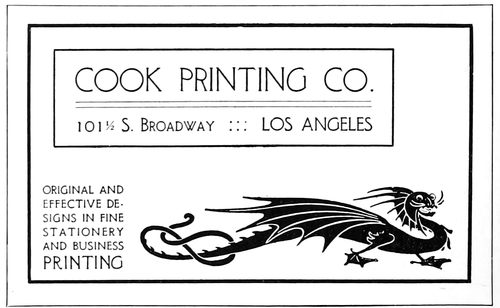 COOK PRINTING CO.
101½ S. BROADWAY ::: LOS ANGELES
ORIGINAL AND
EFFECTIVE DE-
SIGNS IN FINE
STATIONERY
AND BUSINESS
PRINTING